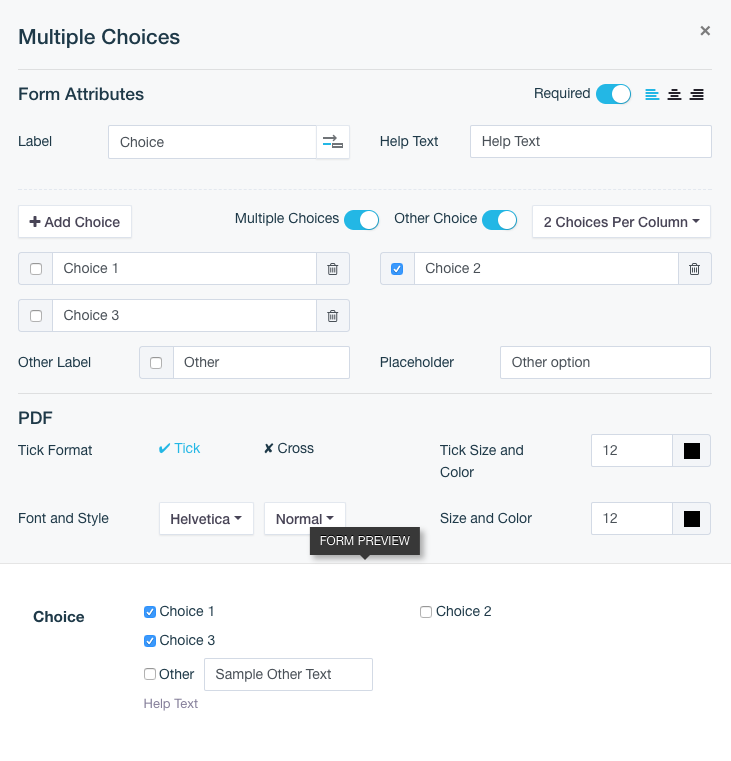 Multiple Choices ×
Form Attributes Required
Label Choice Help Text Help Text
✚ Add Choice Multiple Choices Other Choice 2 Choices Per Column
Choice 1 Choice 2
Choice 3
Other Label Other Placeholder Other option
PDF
Tick Format ✔ Tick ✘ Cross Tick Size and 12
Color
Font and Style Helvetica Normal Size and Color 12
FORM PREVIEW
Choice Choice 1 Choice 2
Choice 3
Other Sample Other Text
Help Text